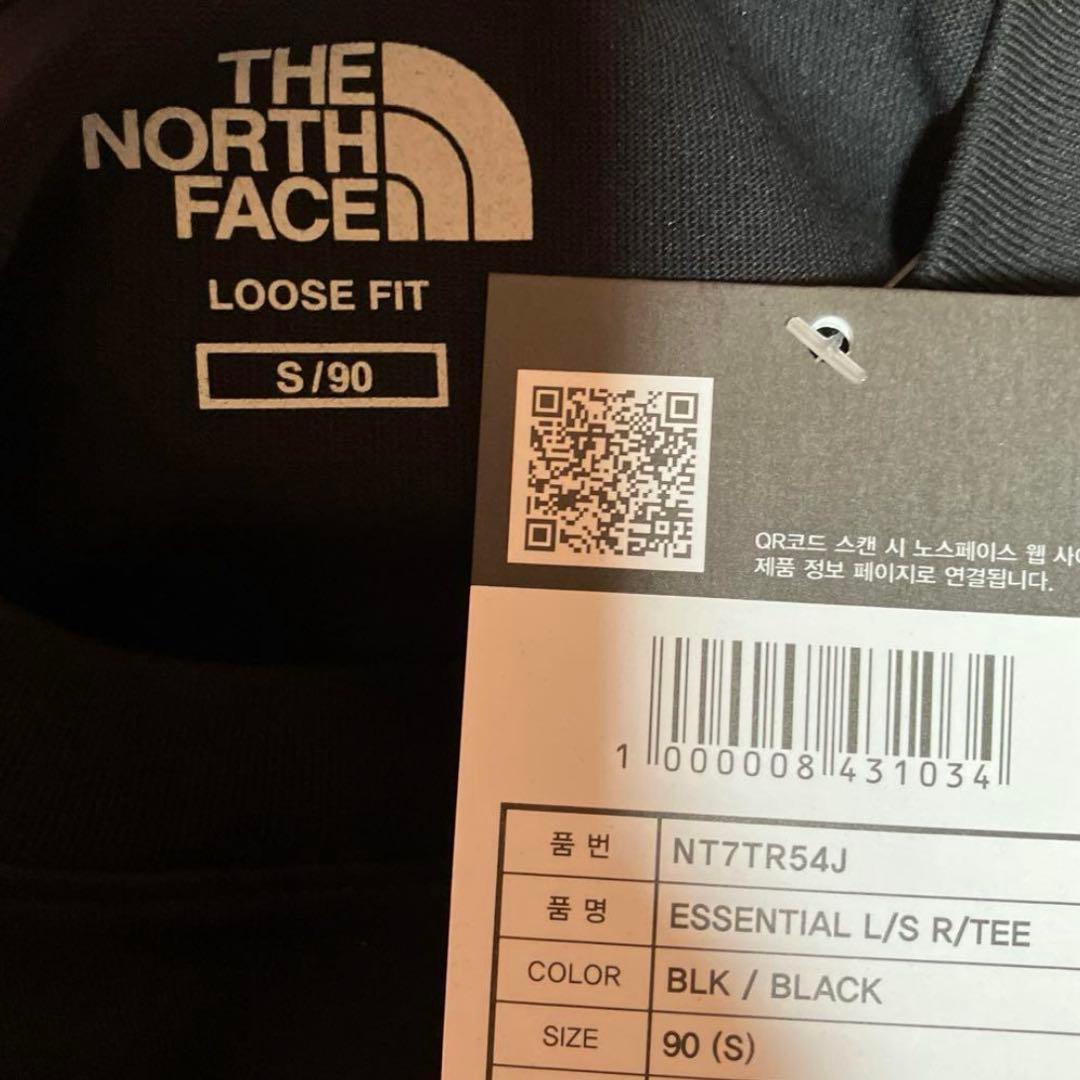 THE
NORTH
FACE
LOOSE FIT
S/90
QR코드 스캔 시 노스페이스 웹
제품 정보 페이지로 연결됩니다.
1 000008 431034
품 번 NT7TR54J
품 명 ESSENTIAL L/S R/TEE
COLOR BLK / BLACK
SIZE 90 (S)